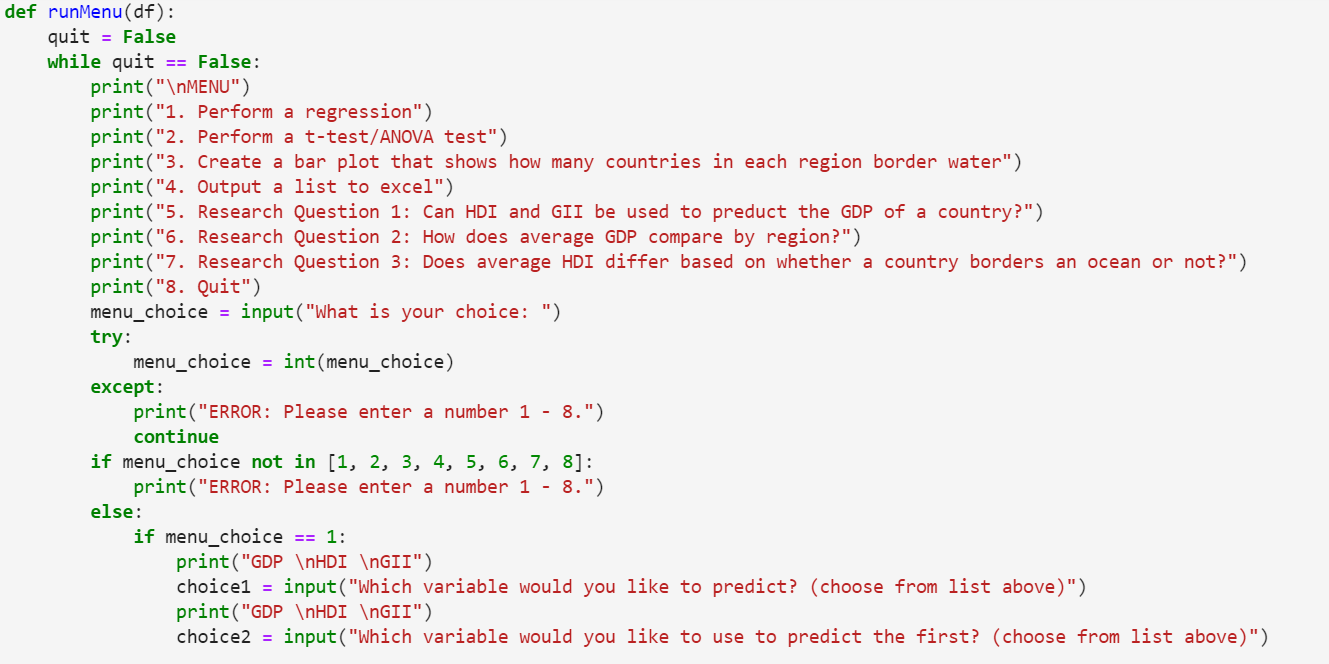 def runMenu(df):
    quit = False
    while quit == False:
        print("\nMENU")
        print("1. Perform a regression")
        print("2. Perform a t-test/ANOVA test")
        print("3. Create a bar plot that shows how many countries in each region border water")
        print("4. Output a list to excel")
        print("5. Research Question 1: Can HDI and GII be used to preduct the GDP of a country?")
        print("6. Research Question 2: How does average GDP compare by region?")
        print("7. Research Question 3: Does average HDI differ based on whether a country borders an ocean or not?")
        print("8. Quit")
        menu_choice = input("What is your choice: ")
        try:
            menu_choice = int(menu_choice)
        except:
            print("ERROR: Please enter a number 1 - 8.")
            continue
        if menu_choice not in [1, 2, 3, 4, 5, 6, 7, 8]:
            print("ERROR: Please enter a number 1 - 8.")
        else:
            if menu_choice == 1:
                print("GDP \nHDI \nGII")
                choice1 = input("Which variable would you like to predict? (choose from list above)")
                print("GDP \nHDI \nGII")
                choice2 = input("Which variable would you like to use to predict the first? (choose from list above)")